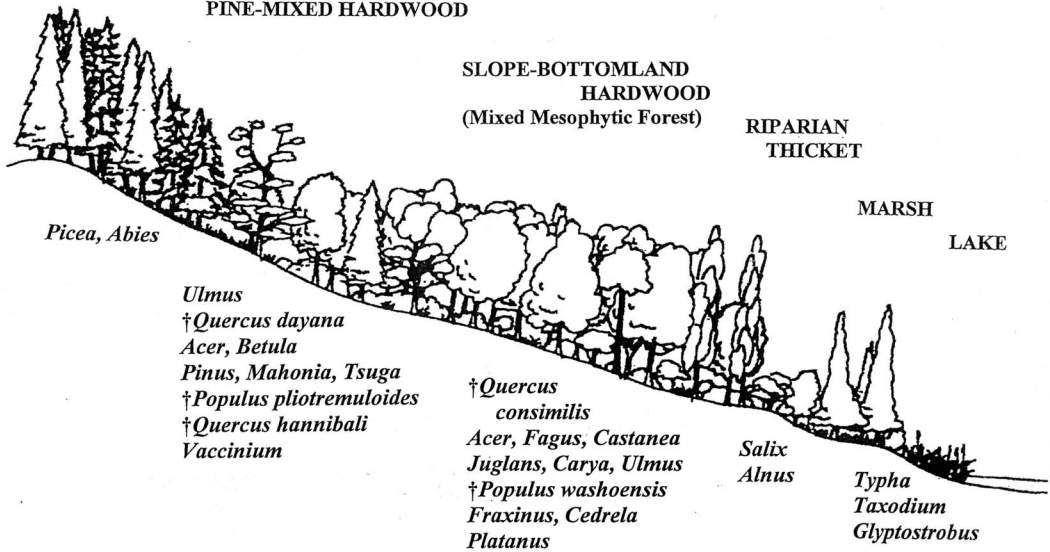 PINE-MIXED HARDWOOD
SLOPE-BOTTOMLAND
HARDWOOD
(Mixed Mesophytic Forest)
RIPARIAN
THICKET
MARSH
LAKE
Picea, Abies
Ulmus
†Quercus dayana
Acer, Betula
Pinus, Mahonia, Tsuga
†Populus pliotremuloides
†Quercus hannibali
Vaccinium
†Quercus
consimilis
Acer, Fagus, Castanea
Juglans, Carya, Ulmus
†Populus washoensis
Fraxinus, Cedrela
Platanus
Salix
Alnus
Typha
Taxodium
Glyptostrobus